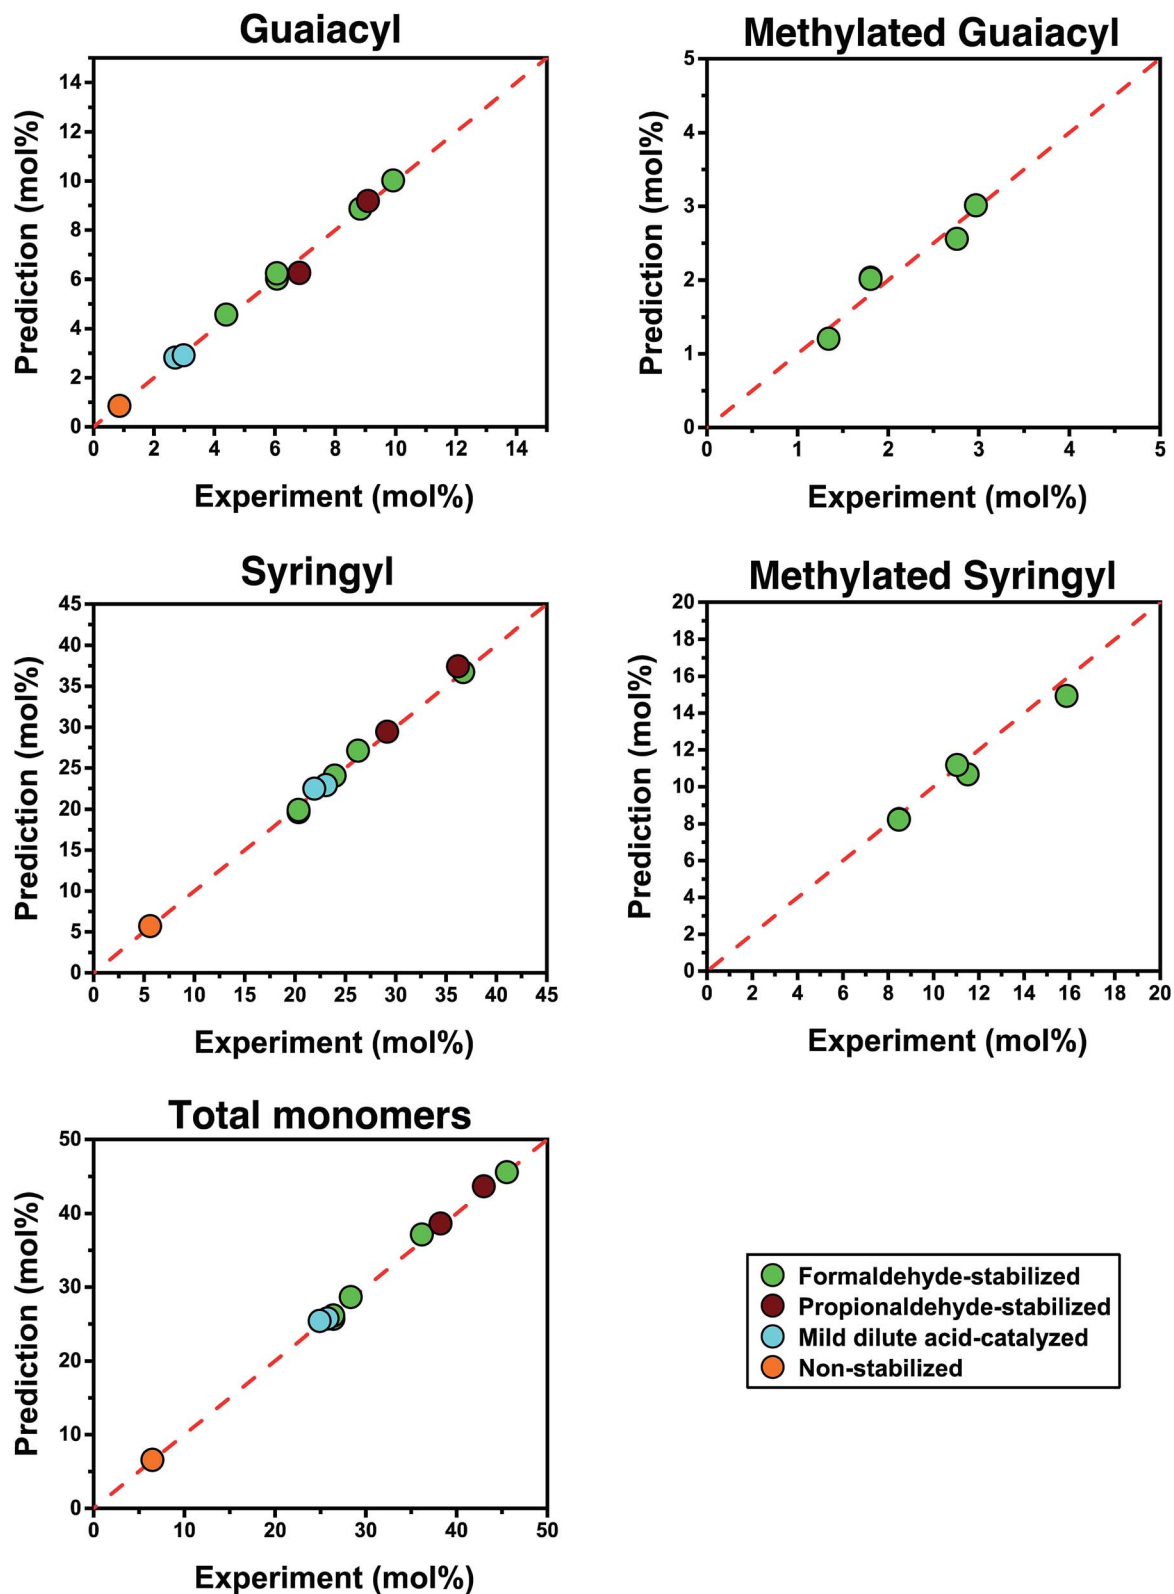 Guaiacyl
Prediction (mol%)
14
12
10
8
6
4
2
0
0 2 4 6 8 10 12 14
Experiment (mol%)
Methylated Guaiacyl
Prediction (mol%)
5
4
3
2
1
0
0 1 2 3 4 5
Experiment (mol%)
Syringyl
Prediction (mol%)
45
40
35
30
25
20
15
10
5
0
0 5 10 15 20 25 30 35 40 45
Experiment (mol%)
Methylated Syringyl
Prediction (mol%)
20
18
16
14
12
10
8
6
4
2
0
0 2 4 6 8 10 12 14 16 18 20
Experiment (mol%)
Total monomers
Prediction (mol%)
50
40
30
20
10
0
0 10 20 30 40 50
Experiment (mol%)
Formaldehyde-stabilized
Propionaldehyde-stabilized
Mild dilute acid-catalyzed
Non-stabilized